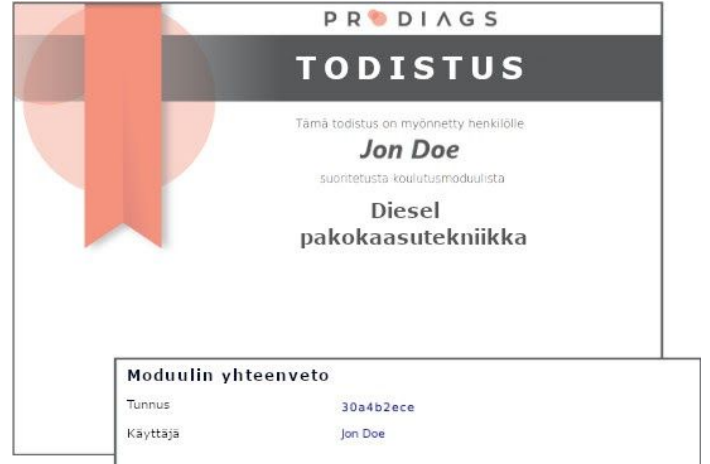 PRODIAGS
TODISTUS
Tämä todistus on myönnetty henkilölle
Jon Doe
suoritetusta koulutusmoduulista
Diesel
pakokaasutekniikka
Moduulin yhteenveto
Tunnus 30a4b2ece
Käyttäjä Jon Doe